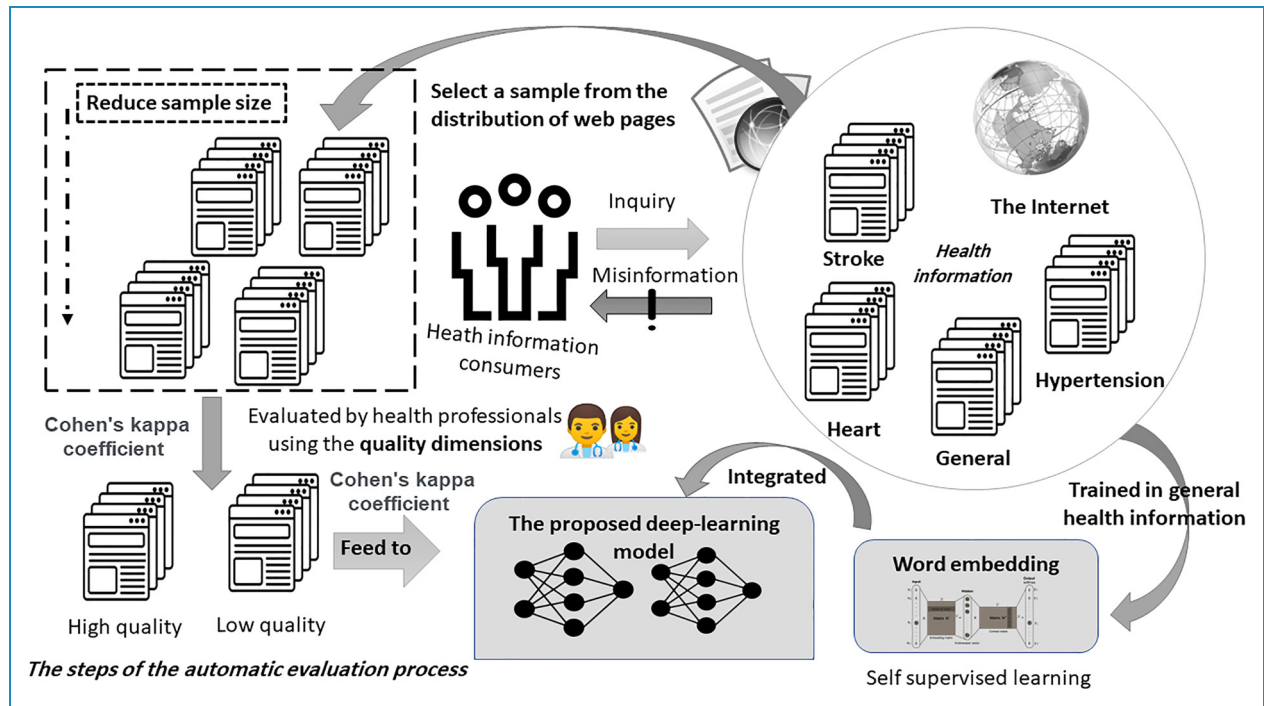 Reduce sample size
Select a sample from the
distribution of web pages
Inquiry
Misinformation
Heath information
consumers
The Internet
Stroke
Health
information
Hypertension
Heart
General
Cohen's kappa
coefficient
Evaluated by health professionals
using the quality dimensions
Cohen's kappa
coefficient
Feed to
High quality
Low quality
The proposed deep-learning
model
Integrated
Trained in general
health information
Word embedding
Input
Hidden
Output
Self supervised learning
The steps of the automatic evaluation process